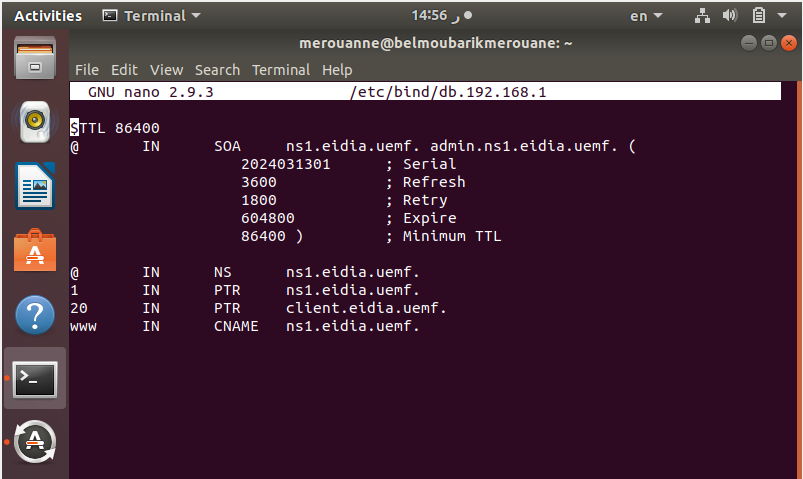 Activities Terminal 14:56 ر en
merouanne@belmoubarikmerouane: ~
File Edit View Search Terminal Help
GNU nano 2.9.3 /etc/bind/db.192.168.1
$TTL 86400
@ IN SOA ns1.eidia.uemf. admin.ns1.eidia.uemf. (
2024031301 ; Serial
3600 ; Refresh
1800 ; Retry
604800 ; Expire
86400 ) ; Minimum TTL
@ IN NS ns1.eidia.uemf.
1 IN PTR ns1.eidia.uemf.
20 IN PTR client.eidia.uemf.
www IN CNAME ns1.eidia.uemf.